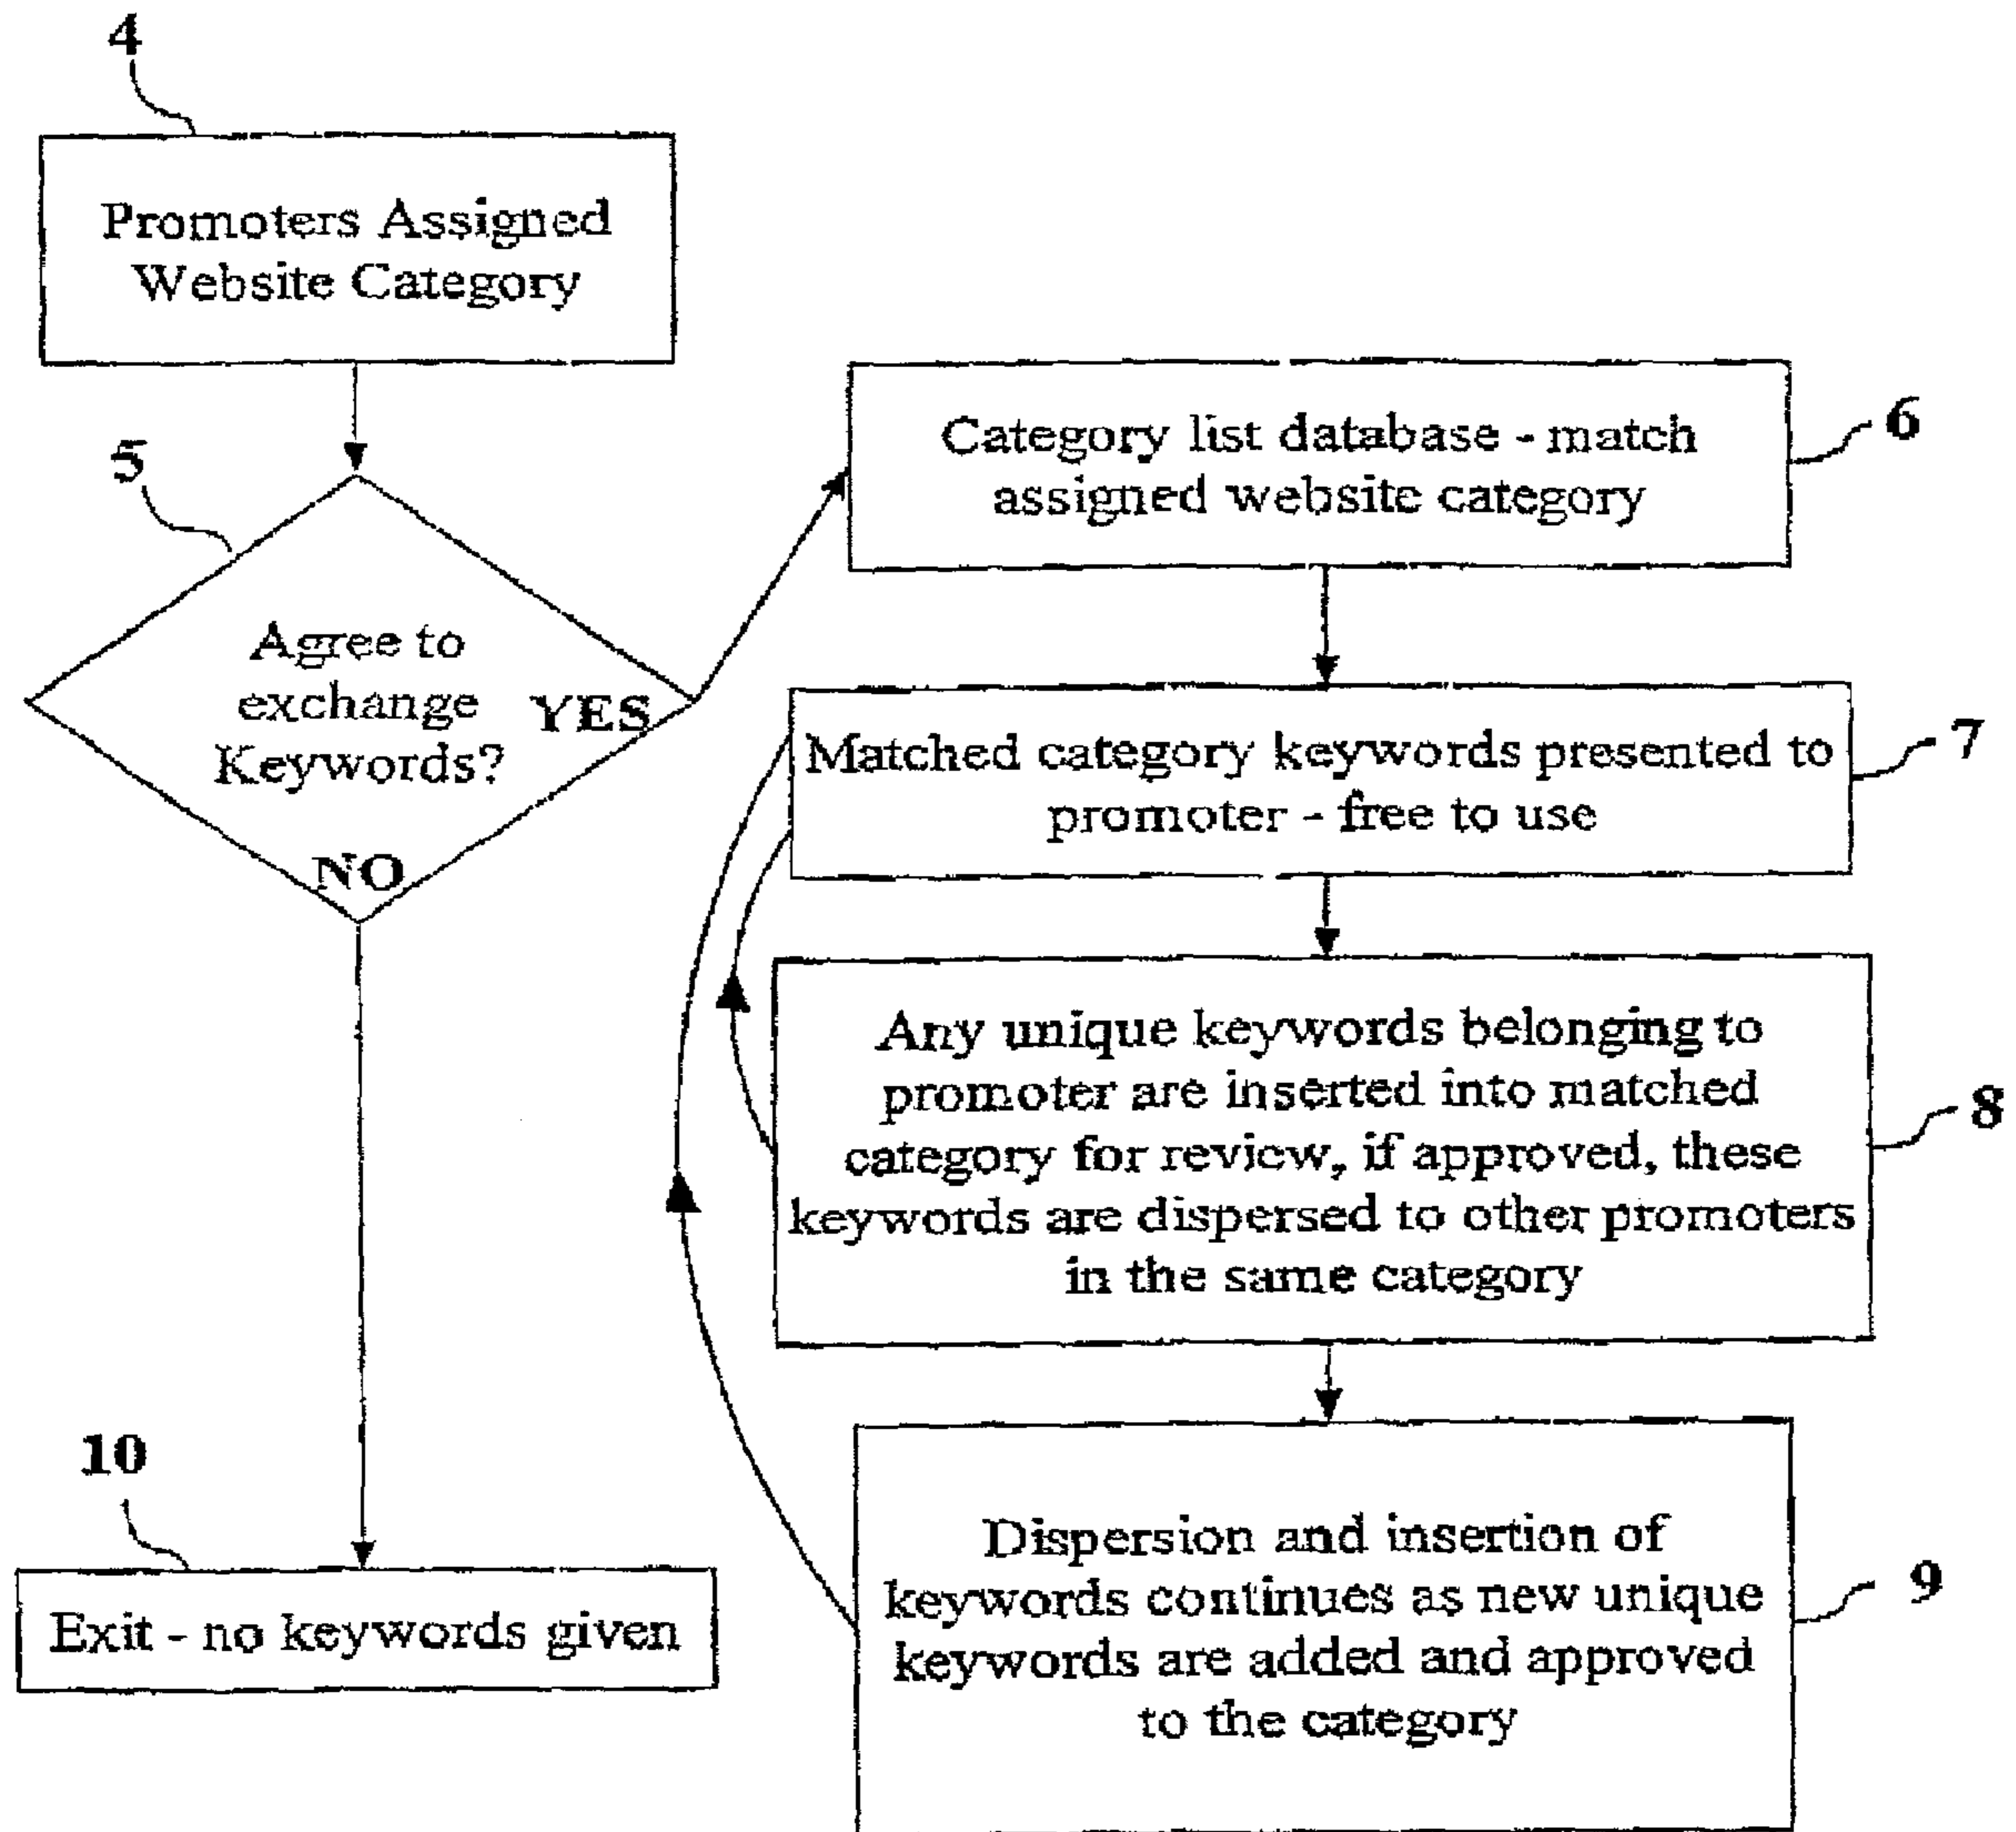 4
Promoters Assigned
Website Category
5
Agree to
exchange
Keywords?
YES
NO
10
Exit - no keywords given
Category list database - match
assigned website category
6
Matched category keywords presented to
promoter - free to use
7
Any unique keywords belonging to
promoter are inserted into matched
category for review, if approved, these
keywords are dispersed to other promoters
in the same category
8
Dispersion and insertion of
keywords continues as new unique
keywords are added and approved
to the category
9